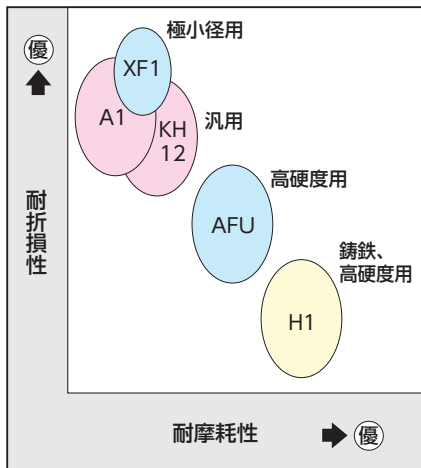 優
極小径用
XF1
A1
汎用
KH
12
高硬度用
AFU
鋳鉄、
高硬度用
H1
耐折損性
耐摩耗性
優